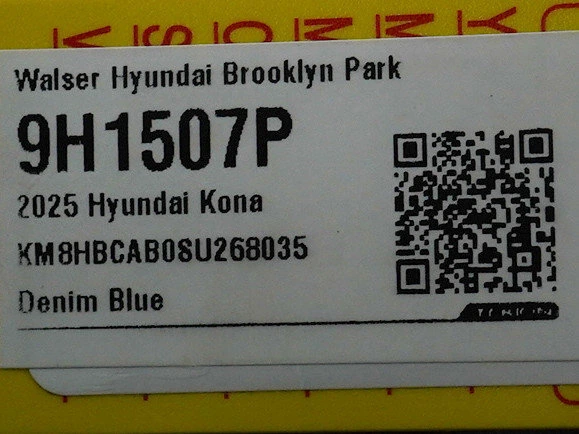 Walser Hyundai Brooklyn Park
9H1507P
2025 Hyundai Kona
KM8HBCAB0SU268035
Denim Blue